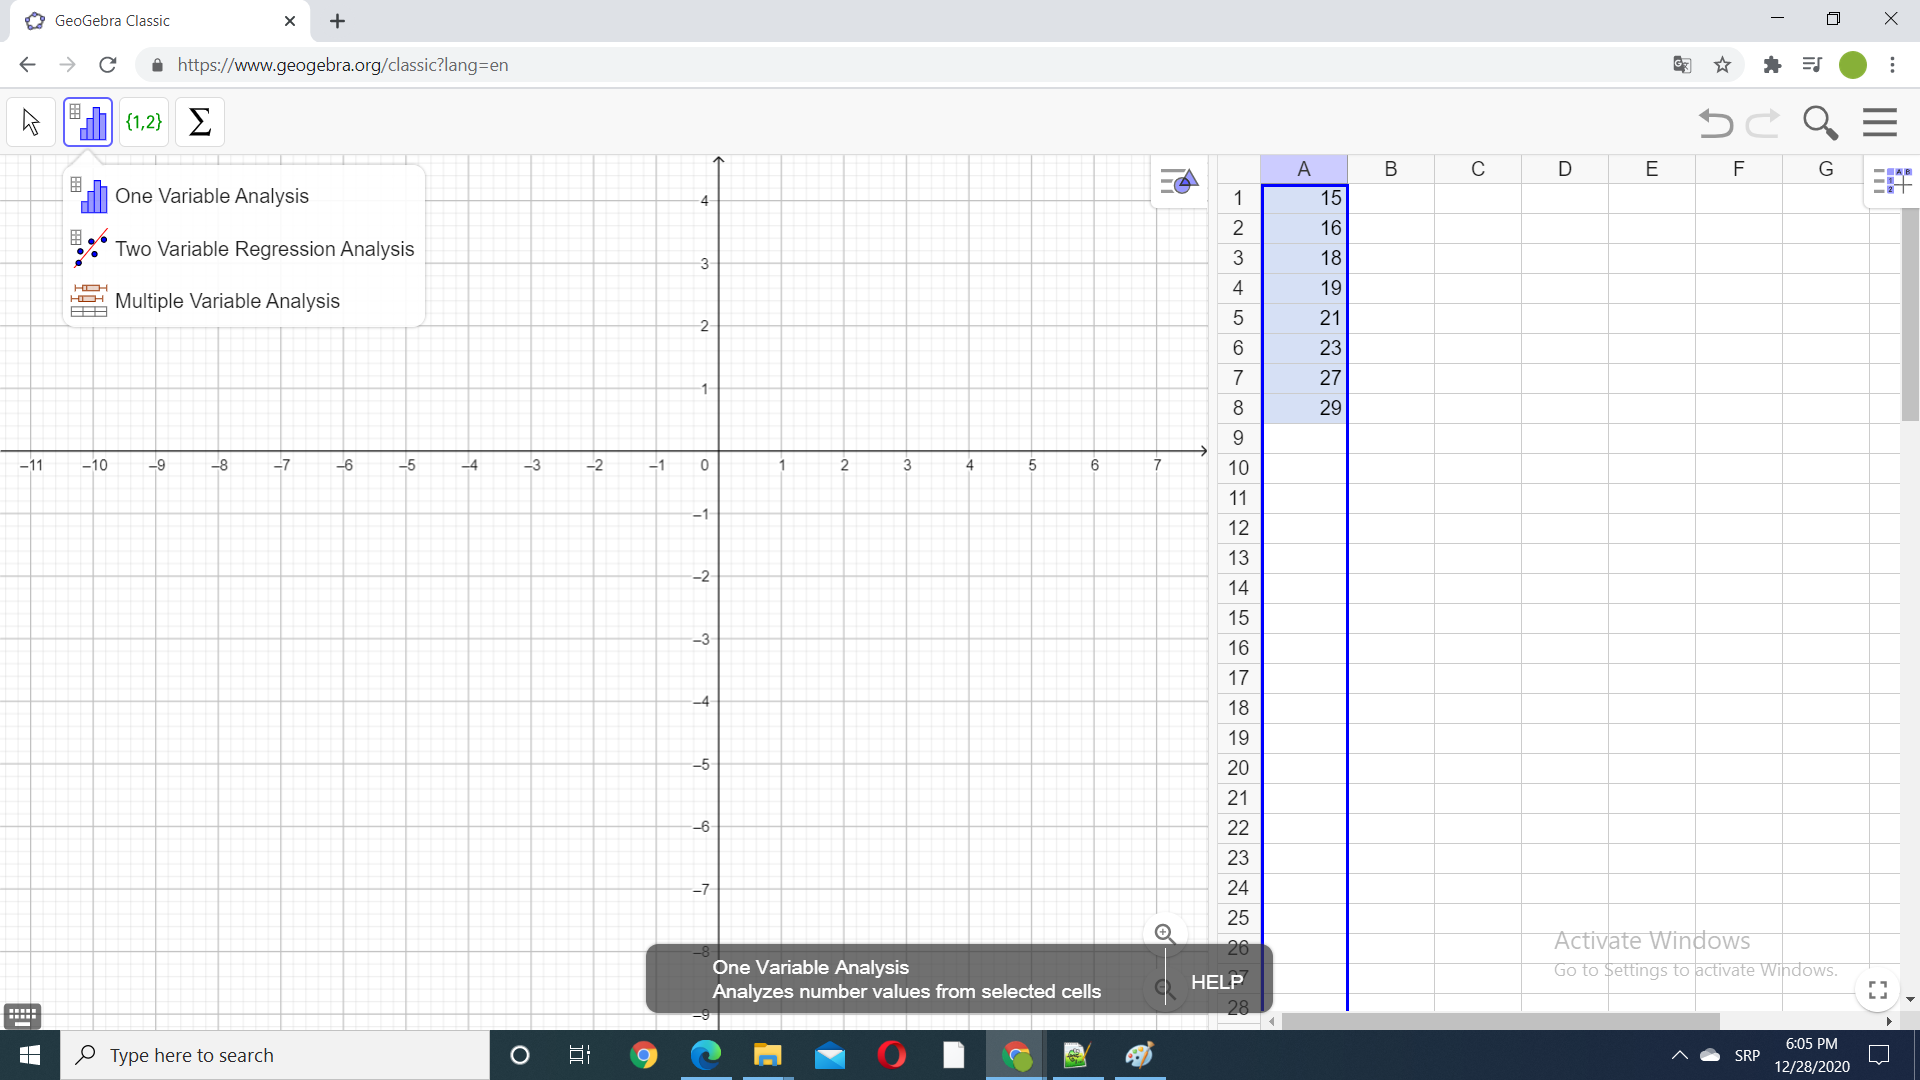 GeoGebra Classic
https://www.geogebra.org/classic?lang=en
{1,2}
Σ
One Variable Analysis
Two Variable Regression Analysis
Multiple Variable Analysis
4
3
2
1
–11 –10 –9 –8 –7 –6 –5 –4 –3 –2 –1 0 1 2 3 4 5 6 7
–1
–2
–3
–4
–5
–6
–7
–8
–9
A B C D E F G
1 15
2 16
3 18
4 19
5 21
6 23
7 27
8 29
9
10
11
12
13
14
15
16
17
18
19
20
21
22
23
24
25
26
27
28
One Variable Analysis
Analyzes number values from selected cells
HELP
Activate Windows
Go to Settings to activate Windows.
Type here to search
SRP
6:05 PM
12/28/2020